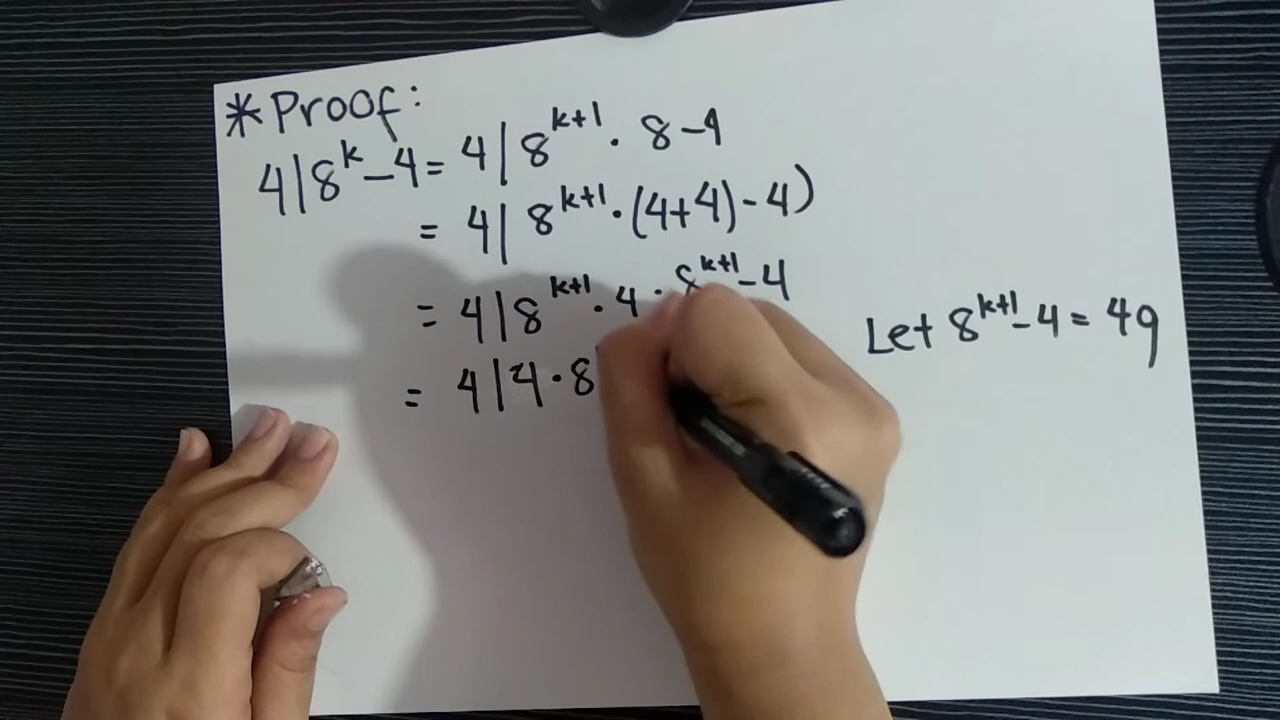 *Proof:
4|8^k-4= 4|8^{k+1}·8-4
= 4|8^{k+1}·(4+4)-4)
= 4|8^{k+1}·4·8^{k+1}-4
Let 8^{k+1}-4=4q
= 4|4·8